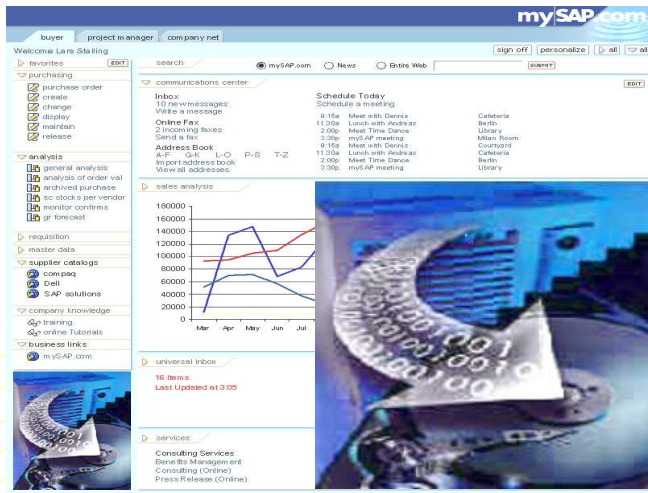 mySAP.com
buyer project manager company net
Welcome Lars Stalling
sign off personalize all all
favorites EDIT
search mySAP.com News Entire Web SUBMIT
purchasing
purchase order
create
change
display
maintain
release
analysis
general analysis
analysis of order val
archived purchase
sc stocks per vendor
monitor confirms
gr forecast
requisition
master data
supplier catalogs
compaq
Dell
SAP solutions
company knowledge
training
online Tutorials
business links
mySAP.com
communications center EDIT
Inbox
10 new messages
Write a message
Online Fax
2 incoming faxes
Send a fax
Address Book
A-F G-K L-O P-S T-Z
Import address book
View all addresses
Schedule Today
Schedule a meeting
9:15a Meet with Dennis Cafeteria
11:30a Lunch with Andreas Berlin
2:00p Meet Time Dance Library
3:30p mySAP meeting Milan Room
9:15a Meet with Dennis Courtyard
11:30a Lunch with Andreas Cafeteria
2:00p Meet Time Dance Berlin
3:30p mySAP meeting Library
sales analysis
180000
160000
140000
120000
100000
80000
60000
40000
20000
0
Mar Apr May Jun Jul
universal inbox
16 Items
Last Updated at 3:05
services
Consulting Services
Benefits Management
Consulting (Online)
Press Release (Online)